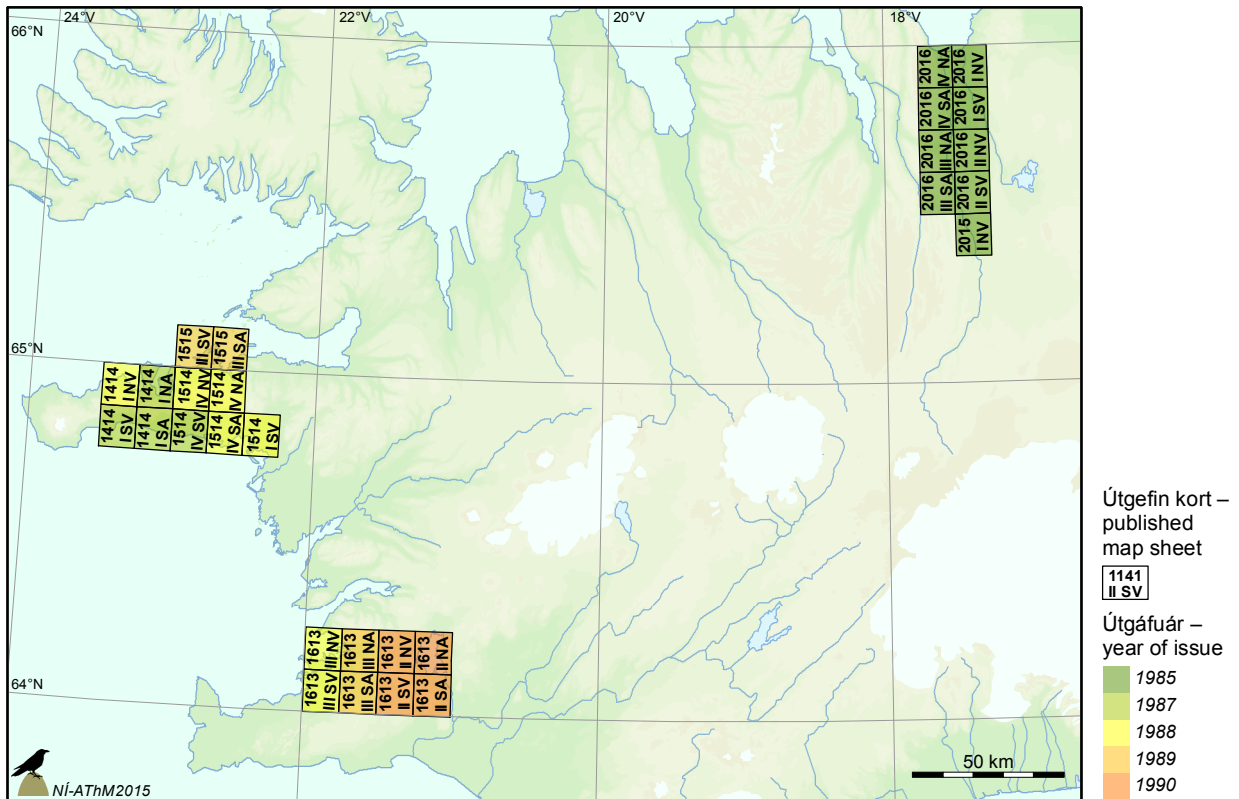 24°V
22°V
20°V
18°V
66°N
65°N
64°N
2016 IV NA
2016 I NV
2016 IV SA
2016 I SV
2016 III NA
2016 II NV
2016 III SA
2016 II SV
2015 I NV
1515 III SV
1515 III SA
1414 I NV
1414 I NA
1514 IV NV
1514 IV NA
1414 I SV
1414 I SA
1514 IV SV
1514 IV SA
1514 I SV
1613 III NV
1613 III NA
1613 II NV
1613 II NA
1613 III SV
1613 III SA
1613 II SV
1613 II SA
50 km
NÍ-AThM2015
Útgefin kort –
published
map sheet
1141
II SV
Útgáfuár –
year of issue
1985
1987
1988
1989
1990